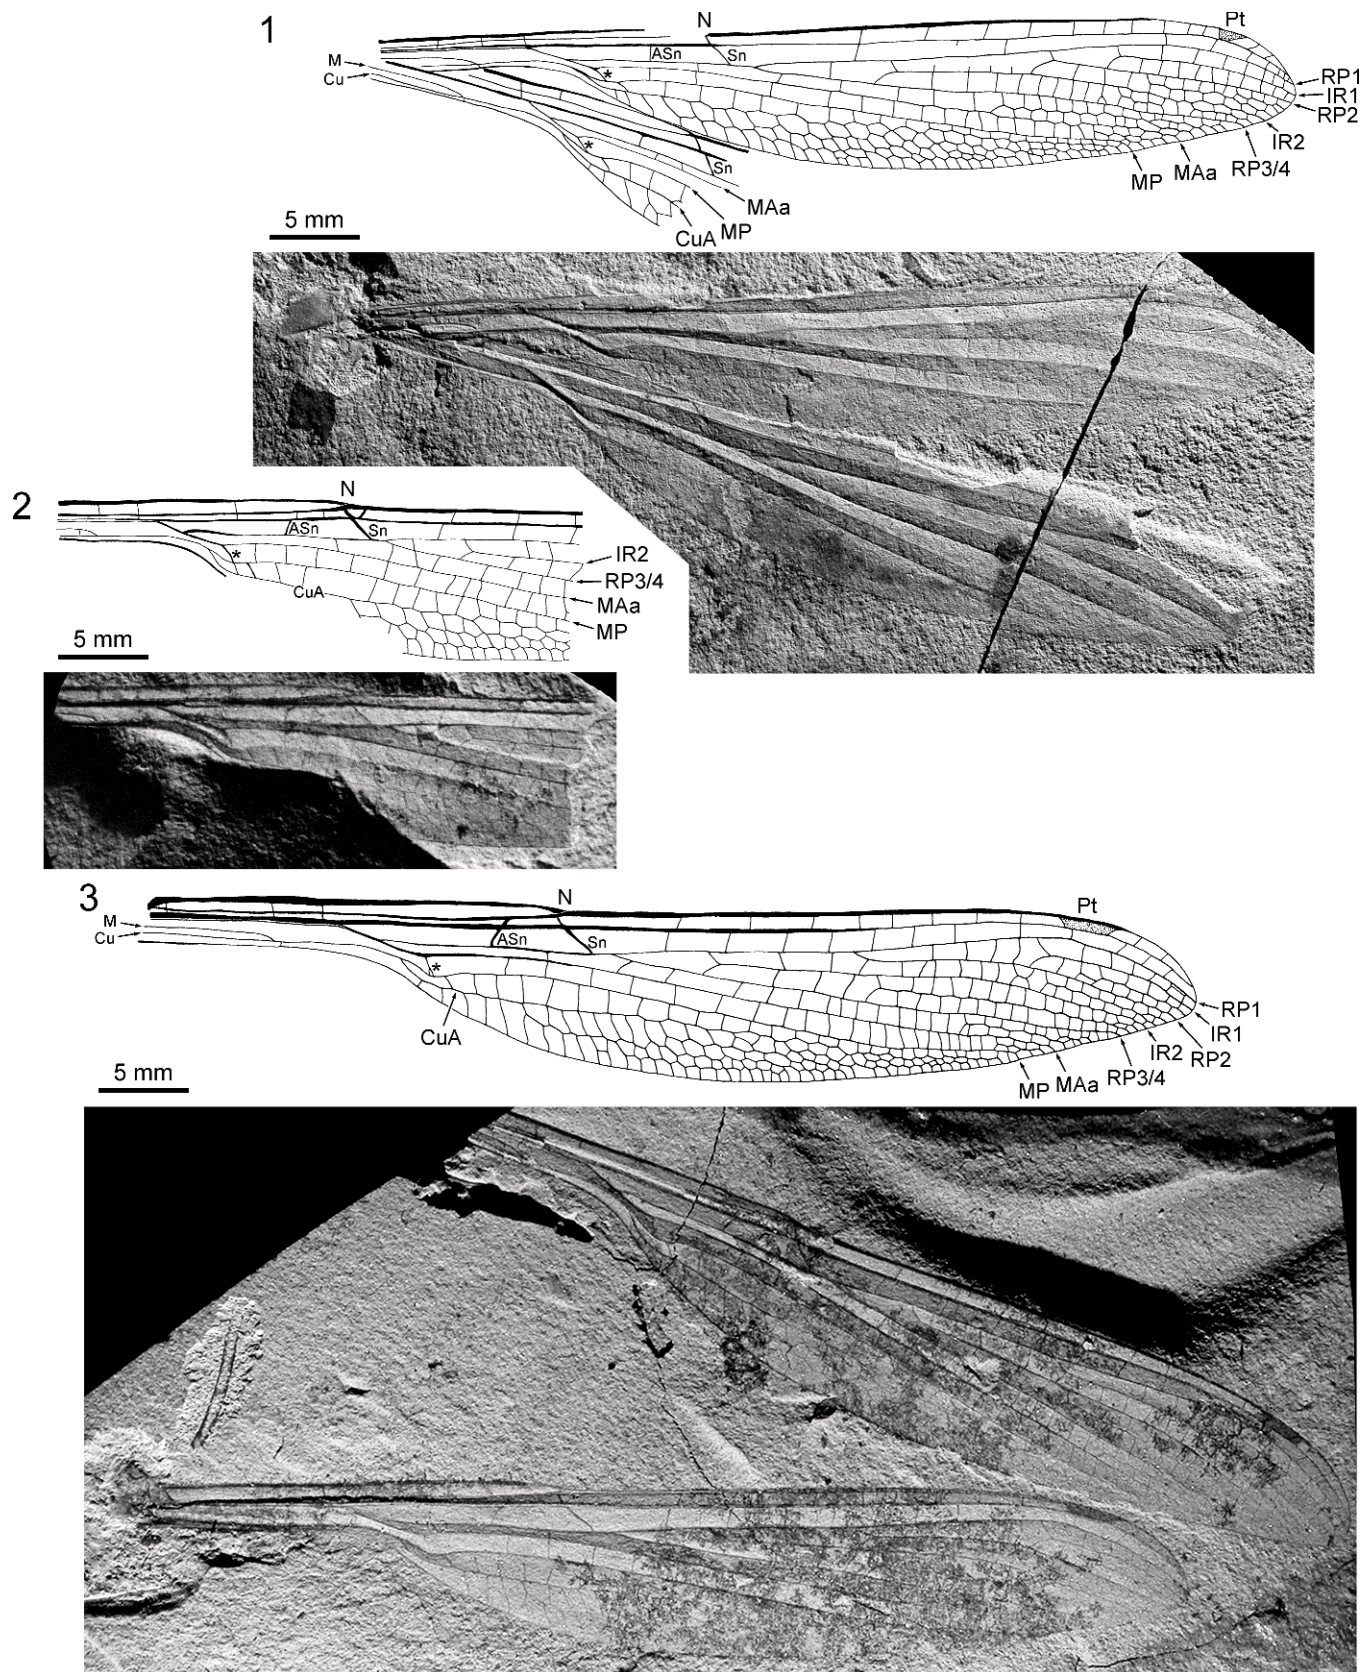 1
N
Pt
M
Cu
ASn
Sn
*
RP1
IR1
RP2
IR2
RP3/4
MAa
MP
*
Sn
MAa
MP
CuA
5 mm
2
N
ASn
Sn
*
CuA
IR2
RP3/4
MAa
MP
5 mm
3
N
Pt
M
Cu
ASn
Sn
*
CuA
RP1
IR1
RP2
IR2
RP3/4
MAa
MP
5 mm